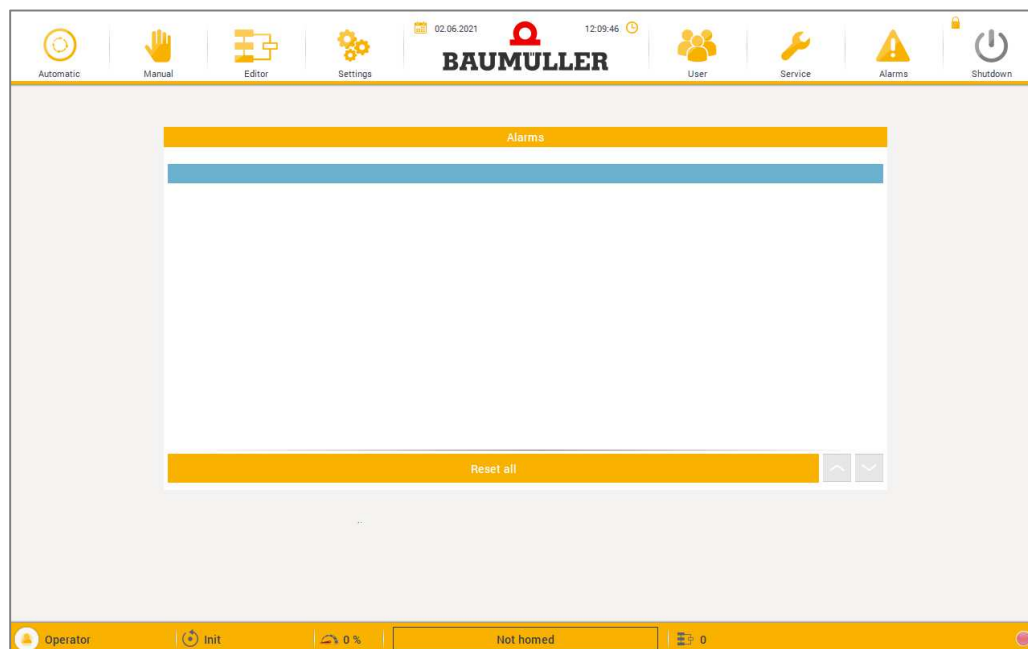 02.06.2021 12:09:46
BAUMÜLLER
Automatic Manual Editor Settings User Service Alarms Shutdown
Alarms
Reset all
Operator Init 0 % Not homed 0